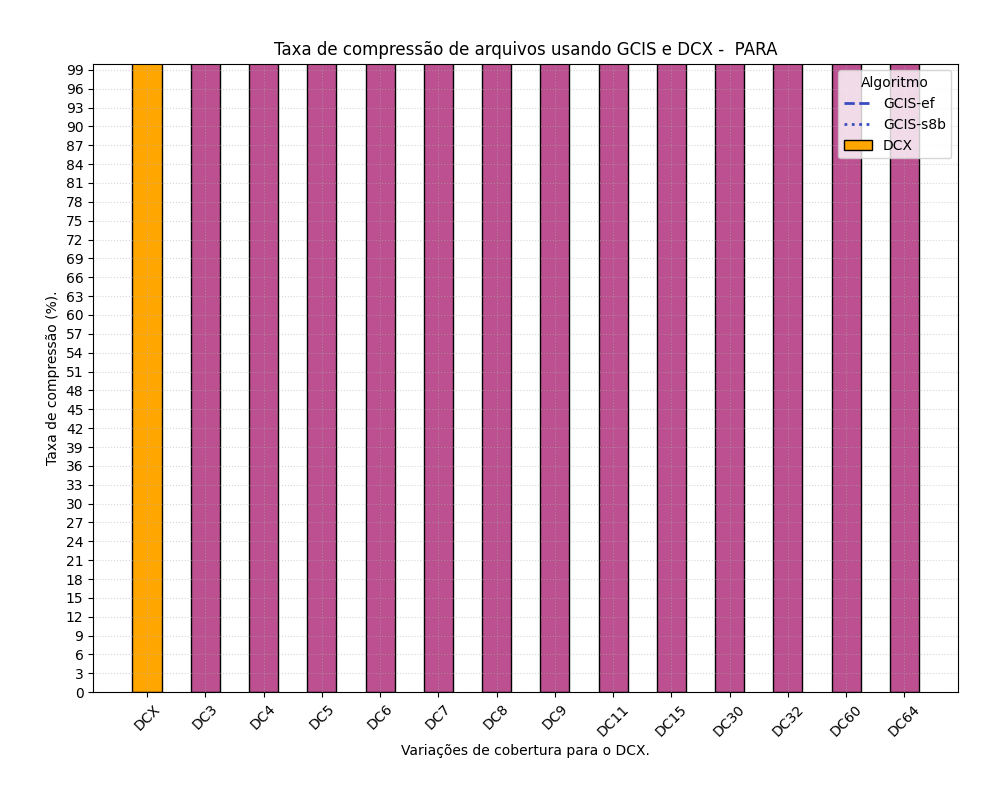 Taxa de compressão de arquivos usando GCIS e DCX -  PARA
Algoritmo
GCIS-ef
GCIS-s8b
DCX
Taxa de compressão (%).
99
96
93
90
87
84
81
78
75
72
69
66
63
60
57
54
51
48
45
42
39
36
33
30
27
24
21
18
15
12
9
6
3
0
DCX
DC3
DC4
DC5
DC6
DC7
DC8
DC9
DC11
DC15
DC30
DC32
DC60
DC64
Variações de cobertura para o DCX.